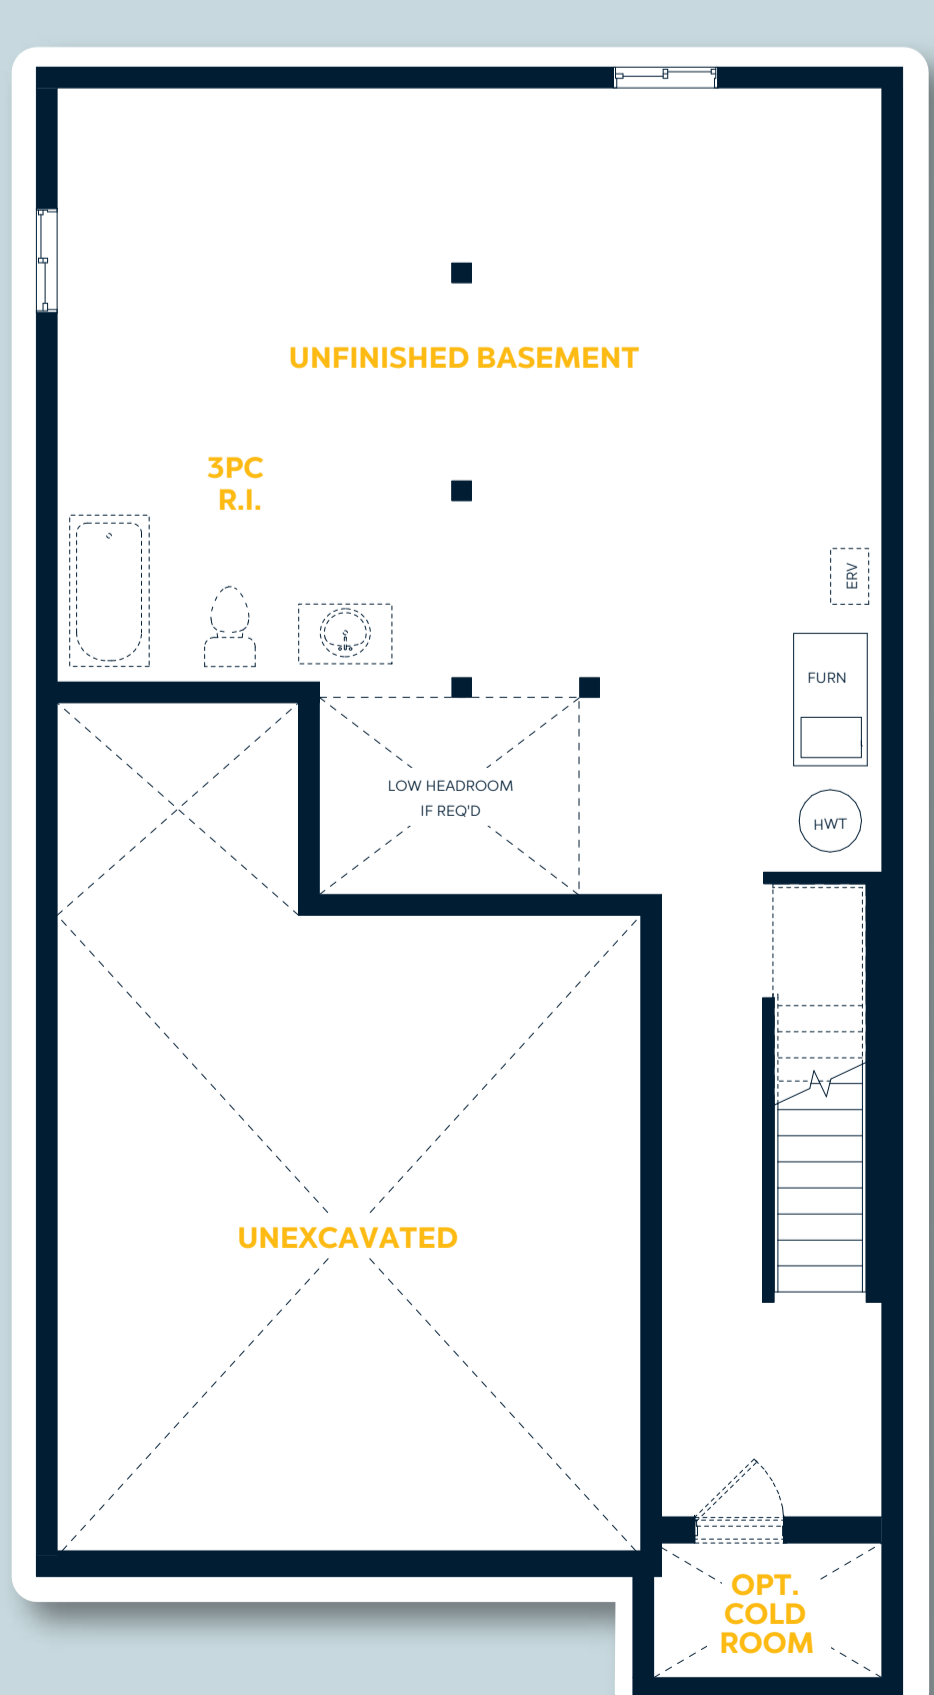 UNFINISHED BASEMENT
3PC
R.I.
ERV
FURN
LOW HEADROOM
IF REQ'D
HWT
UNEXCAVATED
OPT.
COLD
ROOM